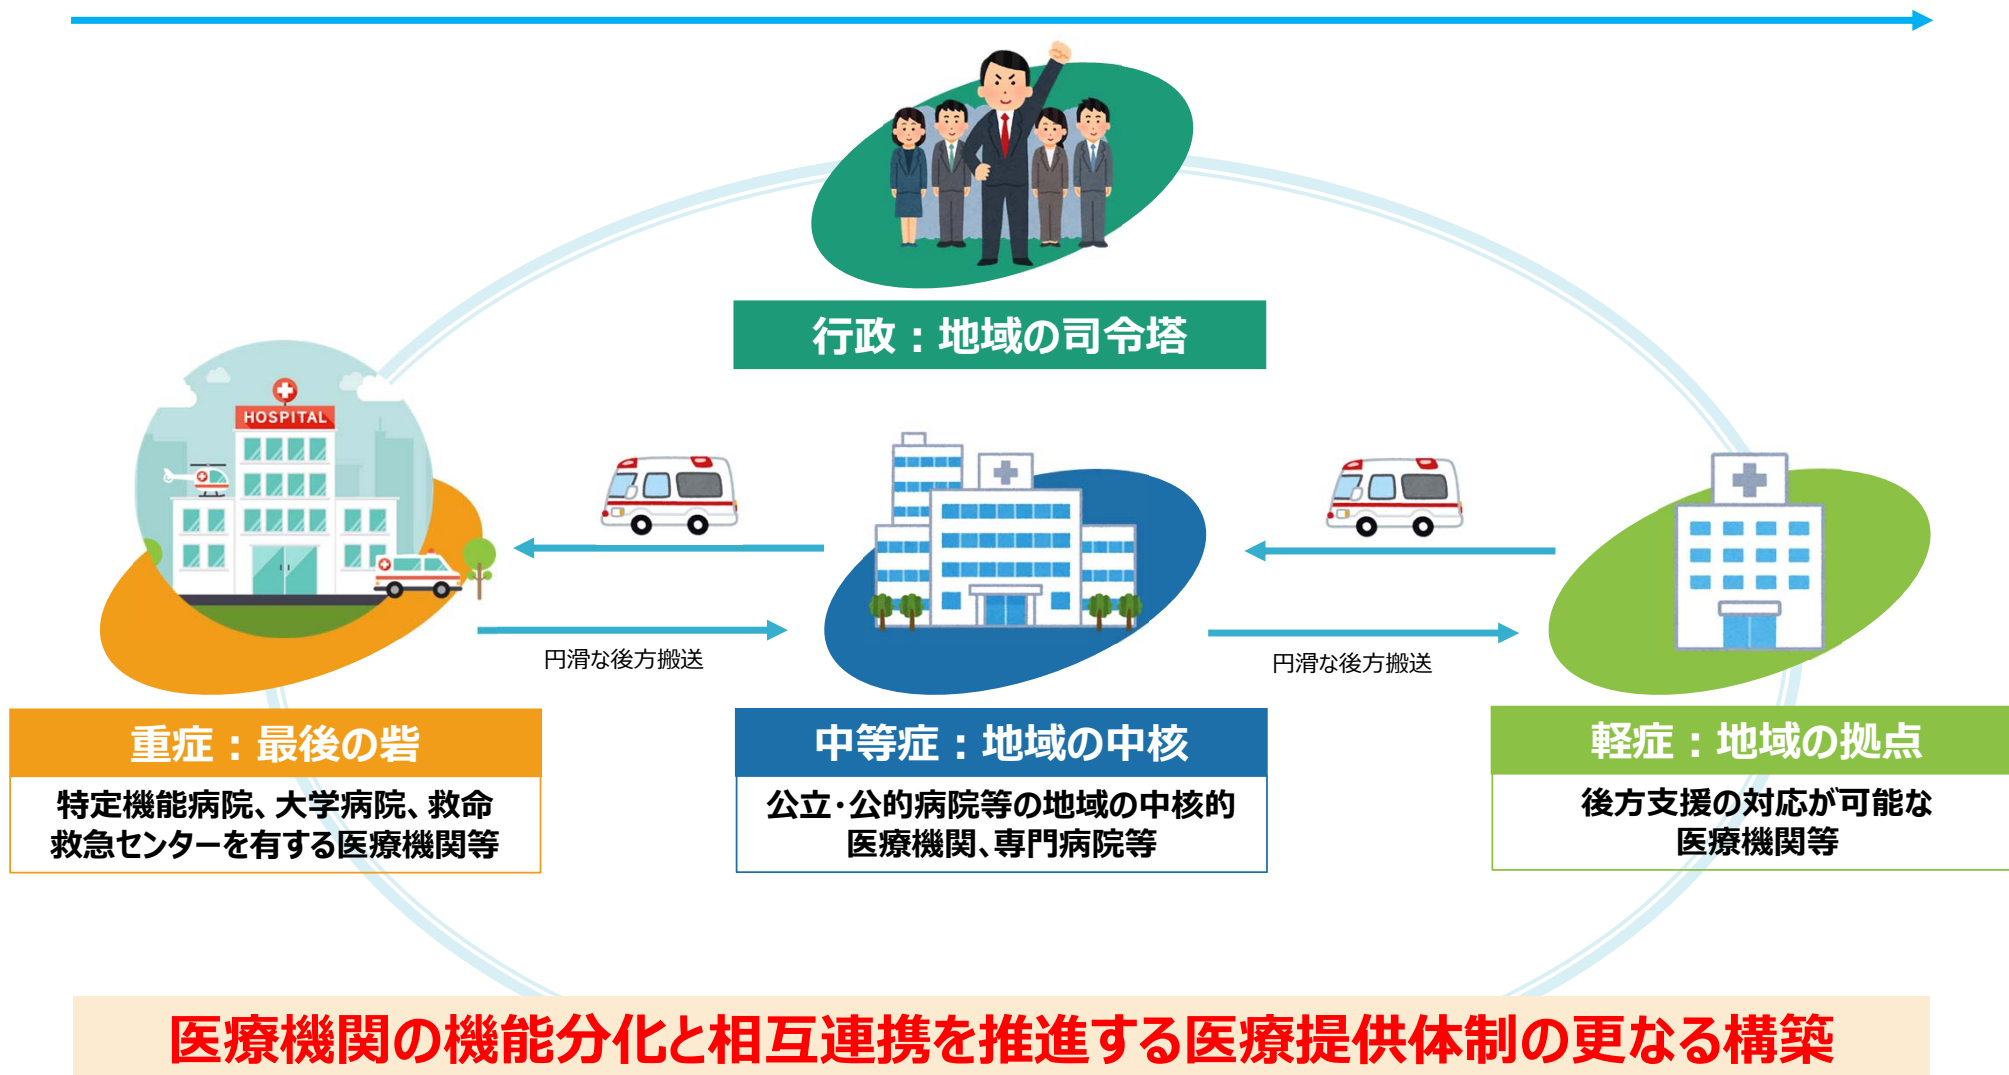 行政：地域の司令塔
HOSPITAL
円滑な後方搬送
円滑な後方搬送
重症：最後の砦
特定機能病院、大学病院、救命
救急センターを有する医療機関等
中等症：地域の中核
公立・公的病院等の地域の中核的
医療機関、専門病院等
軽症：地域の拠点
後方支援の対応が可能な
医療機関等
医療機関の機能分化と相互連携を推進する医療提供体制の更なる構築